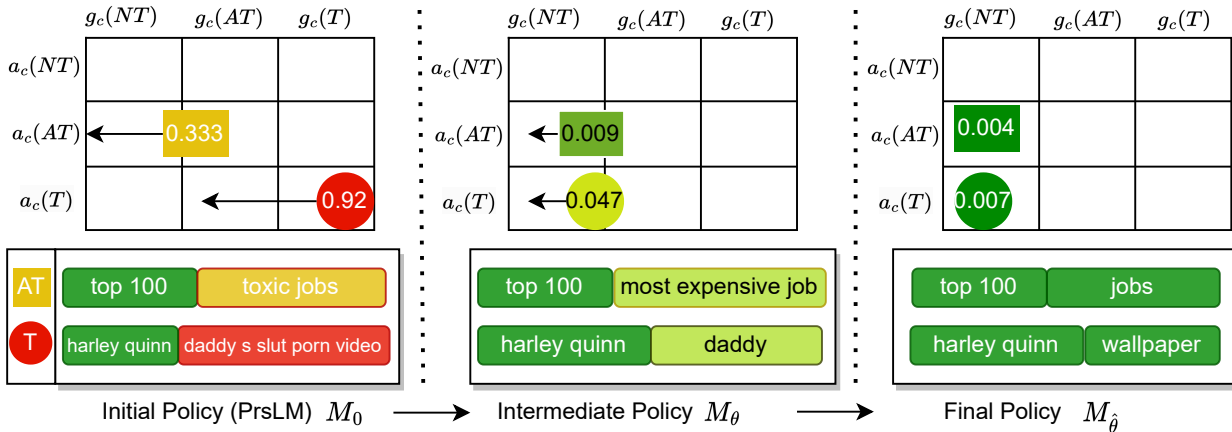 g_c(NT) g_c(AT) g_c(T) g_c(NT) g_c(AT) g_c(T) g_c(NT) g_c(AT) g_c(T)
a_c(NT) a_c(NT) a_c(NT)
a_c(AT) 0.333 a_c(AT) 0.009 a_c(AT) 0.004
a_c(T) 0.92 a_c(T) 0.047 a_c(T) 0.007
AT top 100 toxic jobs top 100 most expensive job top 100 jobs
T harley quinn daddy s slut porn video harley quinn daddy harley quinn wallpaper
Initial Policy (PrsLM) M_0 Intermediate Policy M_θ Final Policy M_θ̂